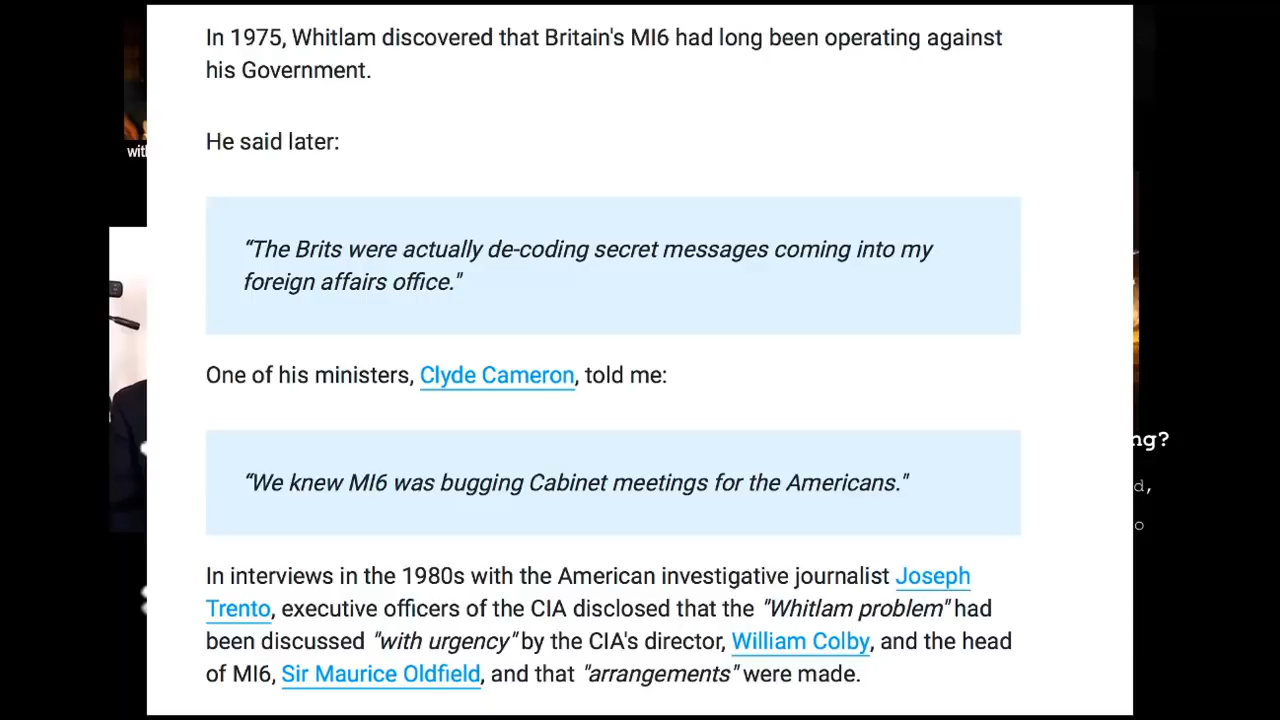 In 1975, Whitlam discovered that Britain's MI6 had long been operating against
his Government.
He said later:
“The Brits were actually de-coding secret messages coming into my
foreign affairs office."
One of his ministers, Clyde Cameron, told me:
“We knew MI6 was bugging Cabinet meetings for the Americans."
In interviews in the 1980s with the American investigative journalist Joseph
Trento, executive officers of the CIA disclosed that the "Whitlam problem" had
been discussed "with urgency" by the CIA's director, William Colby, and the head
of MI6, Sir Maurice Oldfield, and that "arrangements" were made.